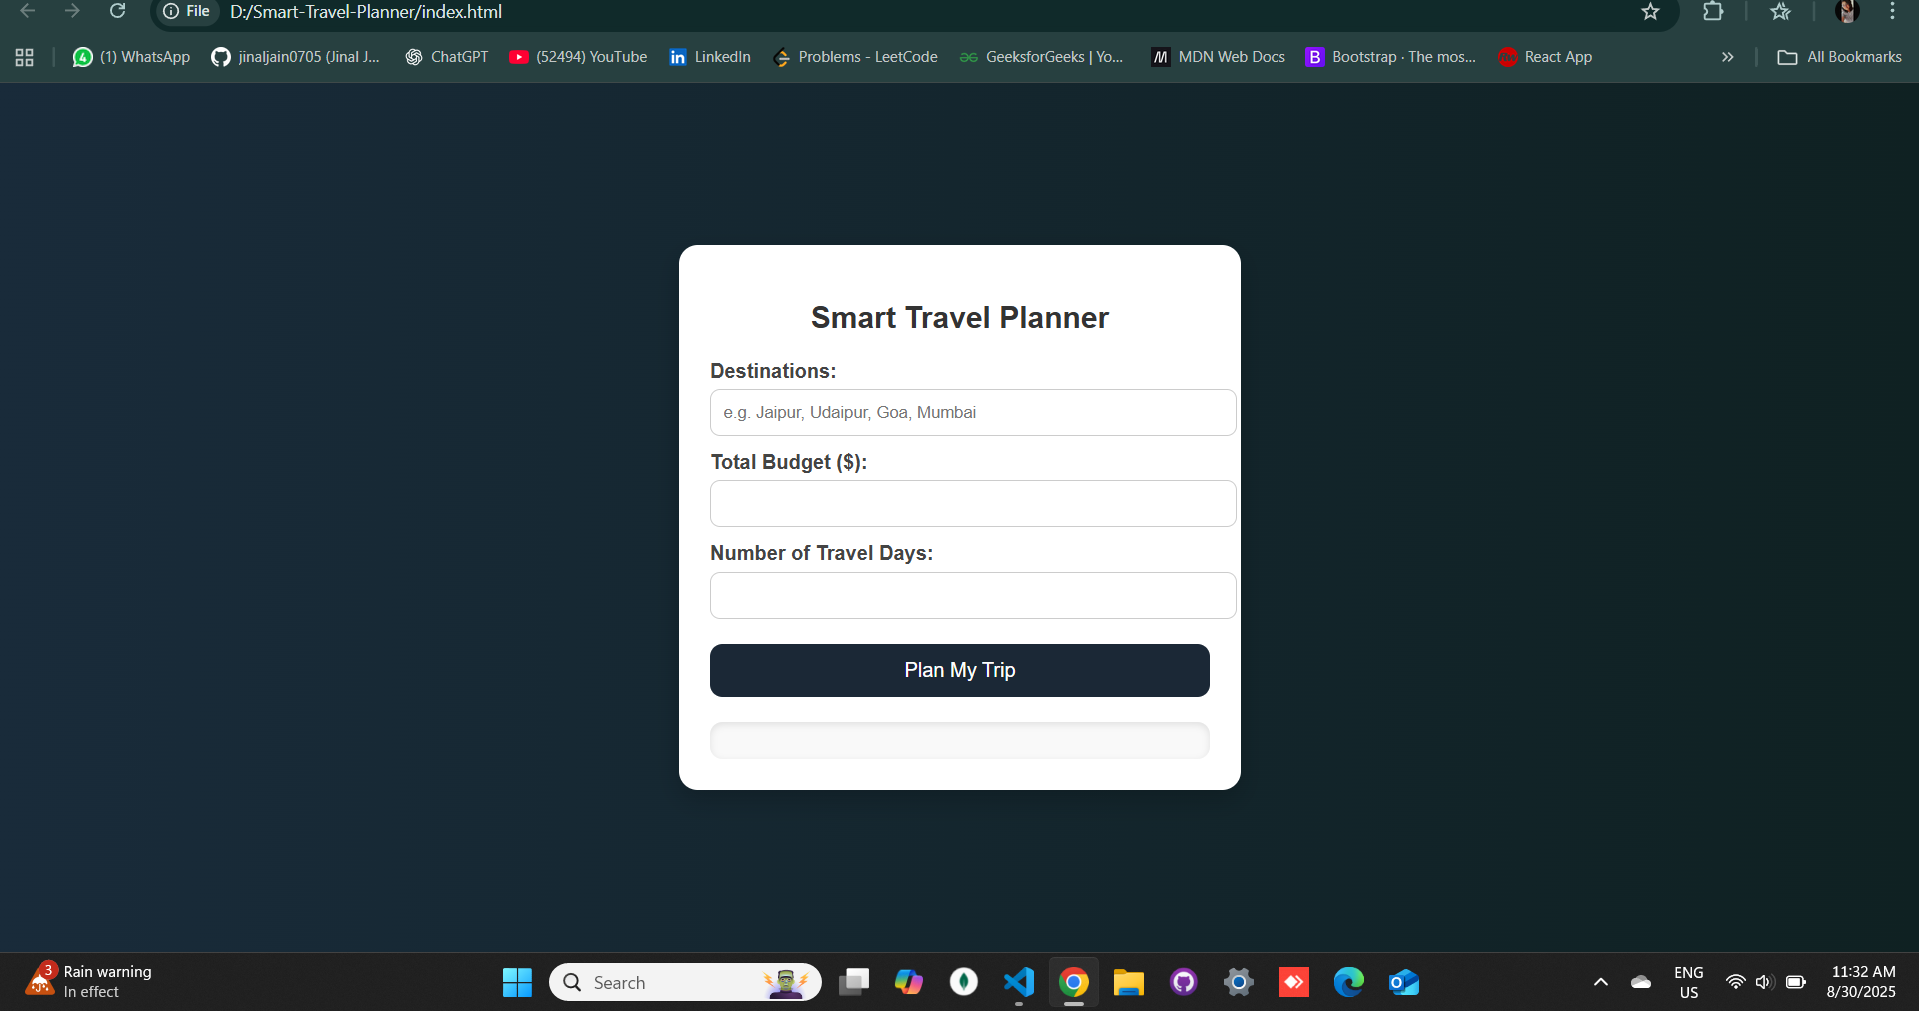 File D:/Smart-Travel-Planner/index.html
(1) WhatsApp jinaljain0705 (Jinal J... ChatGPT (52494) YouTube in LinkedIn Problems - LeetCode GeeksforGeeks | Yo... M MDN Web Docs B Bootstrap · The mos... React App » All Bookmarks
Smart Travel Planner
Destinations:
e.g. Jaipur, Udaipur, Goa, Mumbai
Total Budget ($):
Number of Travel Days:
Plan My Trip
3 Rain warning
In effect
Search
ENG
US
11:32 AM
8/30/2025